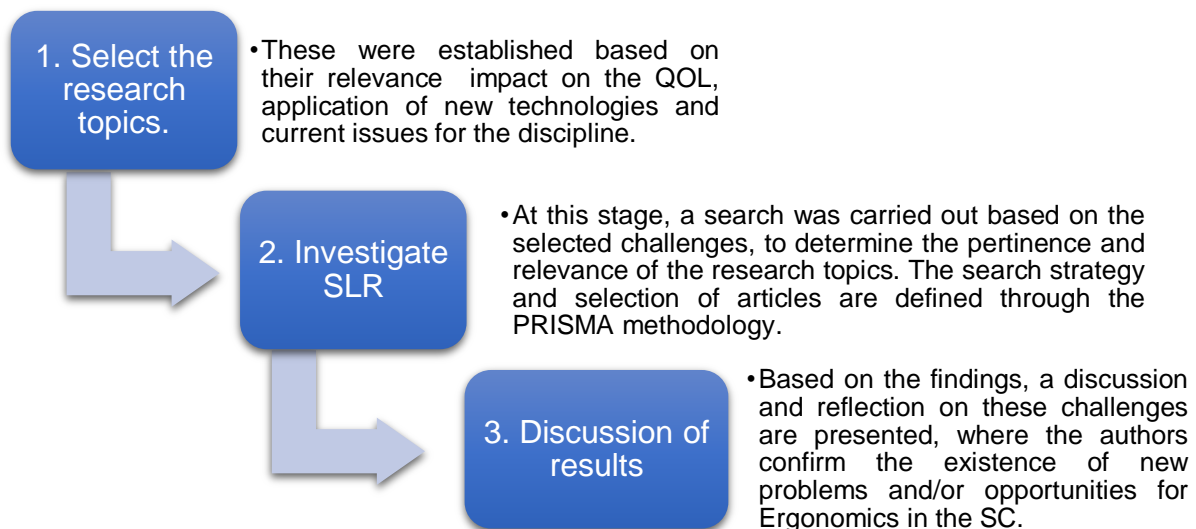 1. Select the
research
topics.
•These were established based on
their relevance impact on the QOL,
application of new technologies and
current issues for the discipline.
2. Investigate
SLR
•At this stage, a search was carried out based on the
selected challenges, to determine the pertinence and
relevance of the research topics. The search strategy
and selection of articles are defined through the
PRISMA methodology.
3. Discussion of
results
•Based on the findings, a discussion
and reflection on these challenges
are presented, where the authors
confirm the existence of new
problems and/or opportunities for
Ergonomics in the SC.